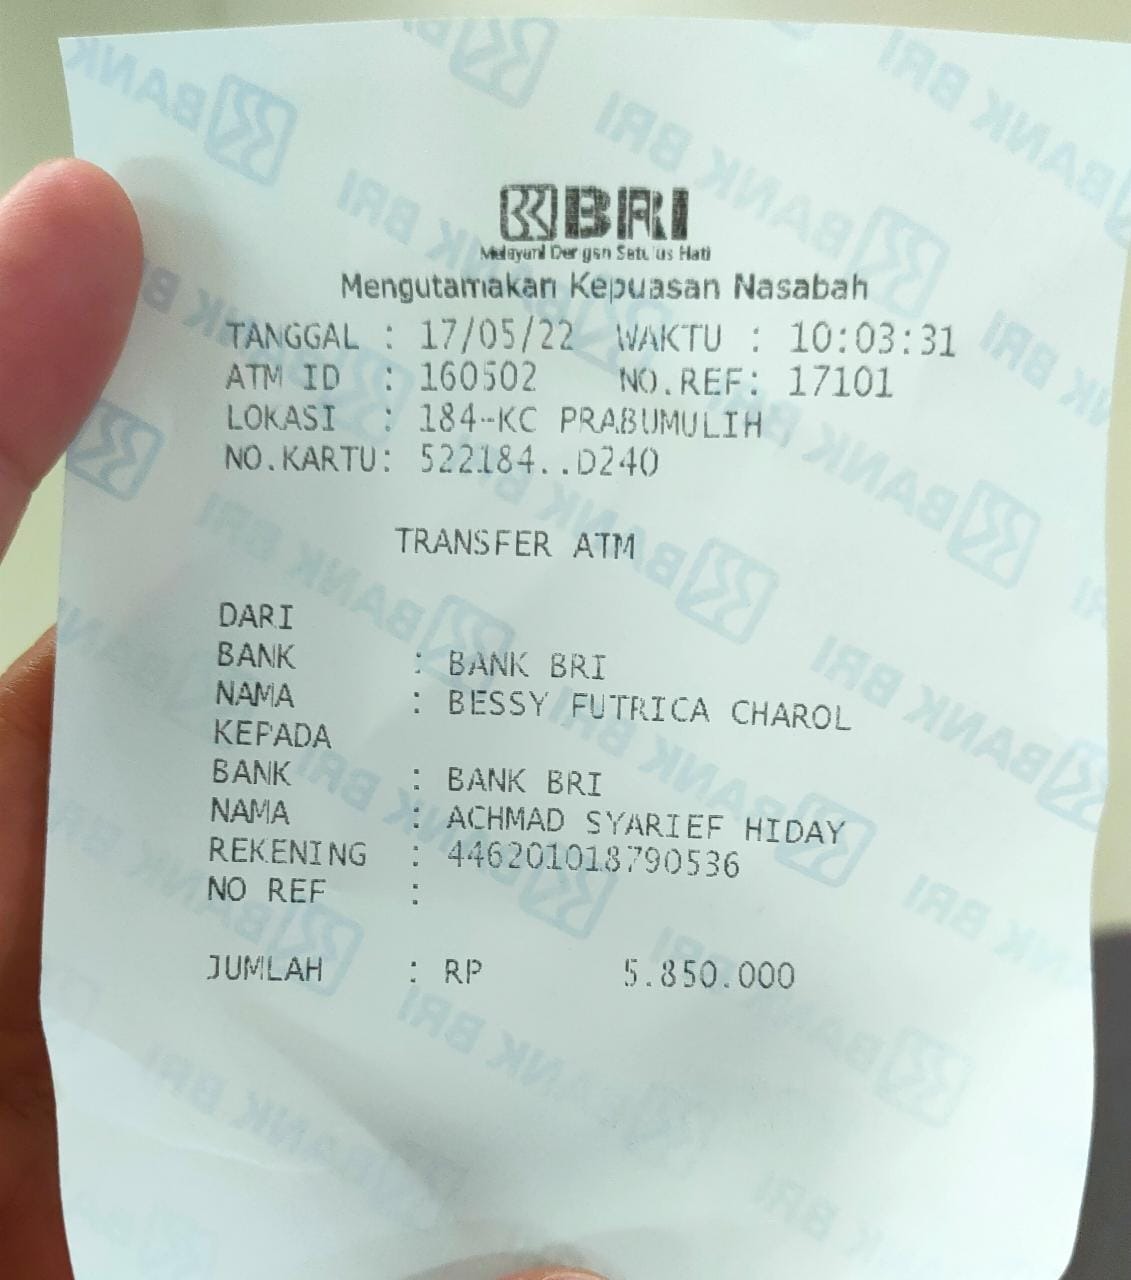 BRI
Melayani Dengan Setulus Hati
Mengutamakan Kepuasan Nasabah
TANGGAL : 17/05/22 WAKTU : 10:03:31
ATM ID : 160502 NO.REF: 17101
LOKASI : 184-KC PRABUMULIH
NO.KARTU: 522184..D240
TRANSFER ATM
DARI
BANK : BANK BRI
NAMA : BESSY FUTRICA CHAROL
KEPADA
BANK : BANK BRI
NAMA : ACHMAD SYARIEF HIDAY
REKENING : 446201018790536
NO REF :
JUMLAH : RP 5.850.000